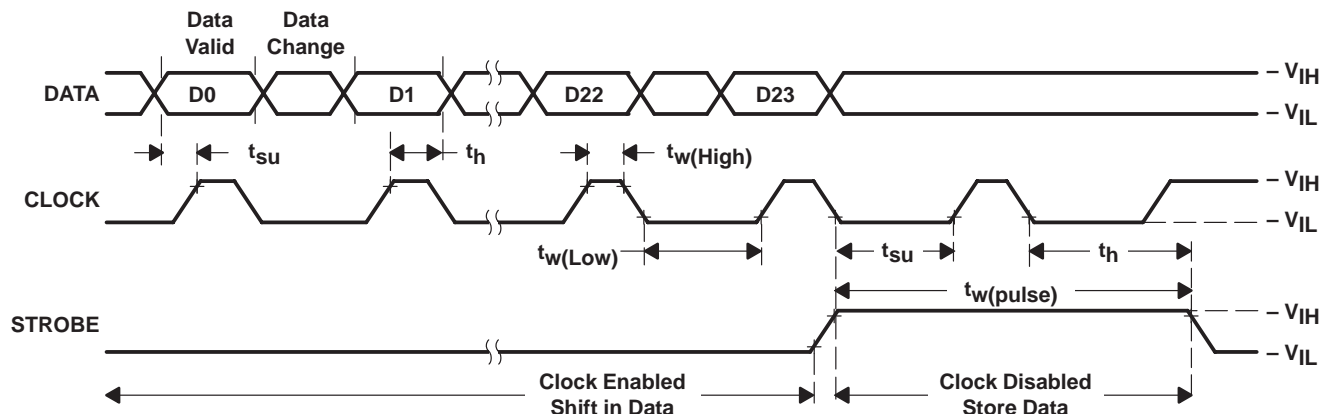 Data Valid
Data Change
DATA
D0
D1
D22
D23
– VIH
– VIL
tsu
th
tw(High)
CLOCK
– VIH
– VIL
tw(Low)
tsu
th
tw(pulse)
STROBE
– VIH
– VIL
Clock Enabled
Shift in Data
Clock Disabled
Store Data